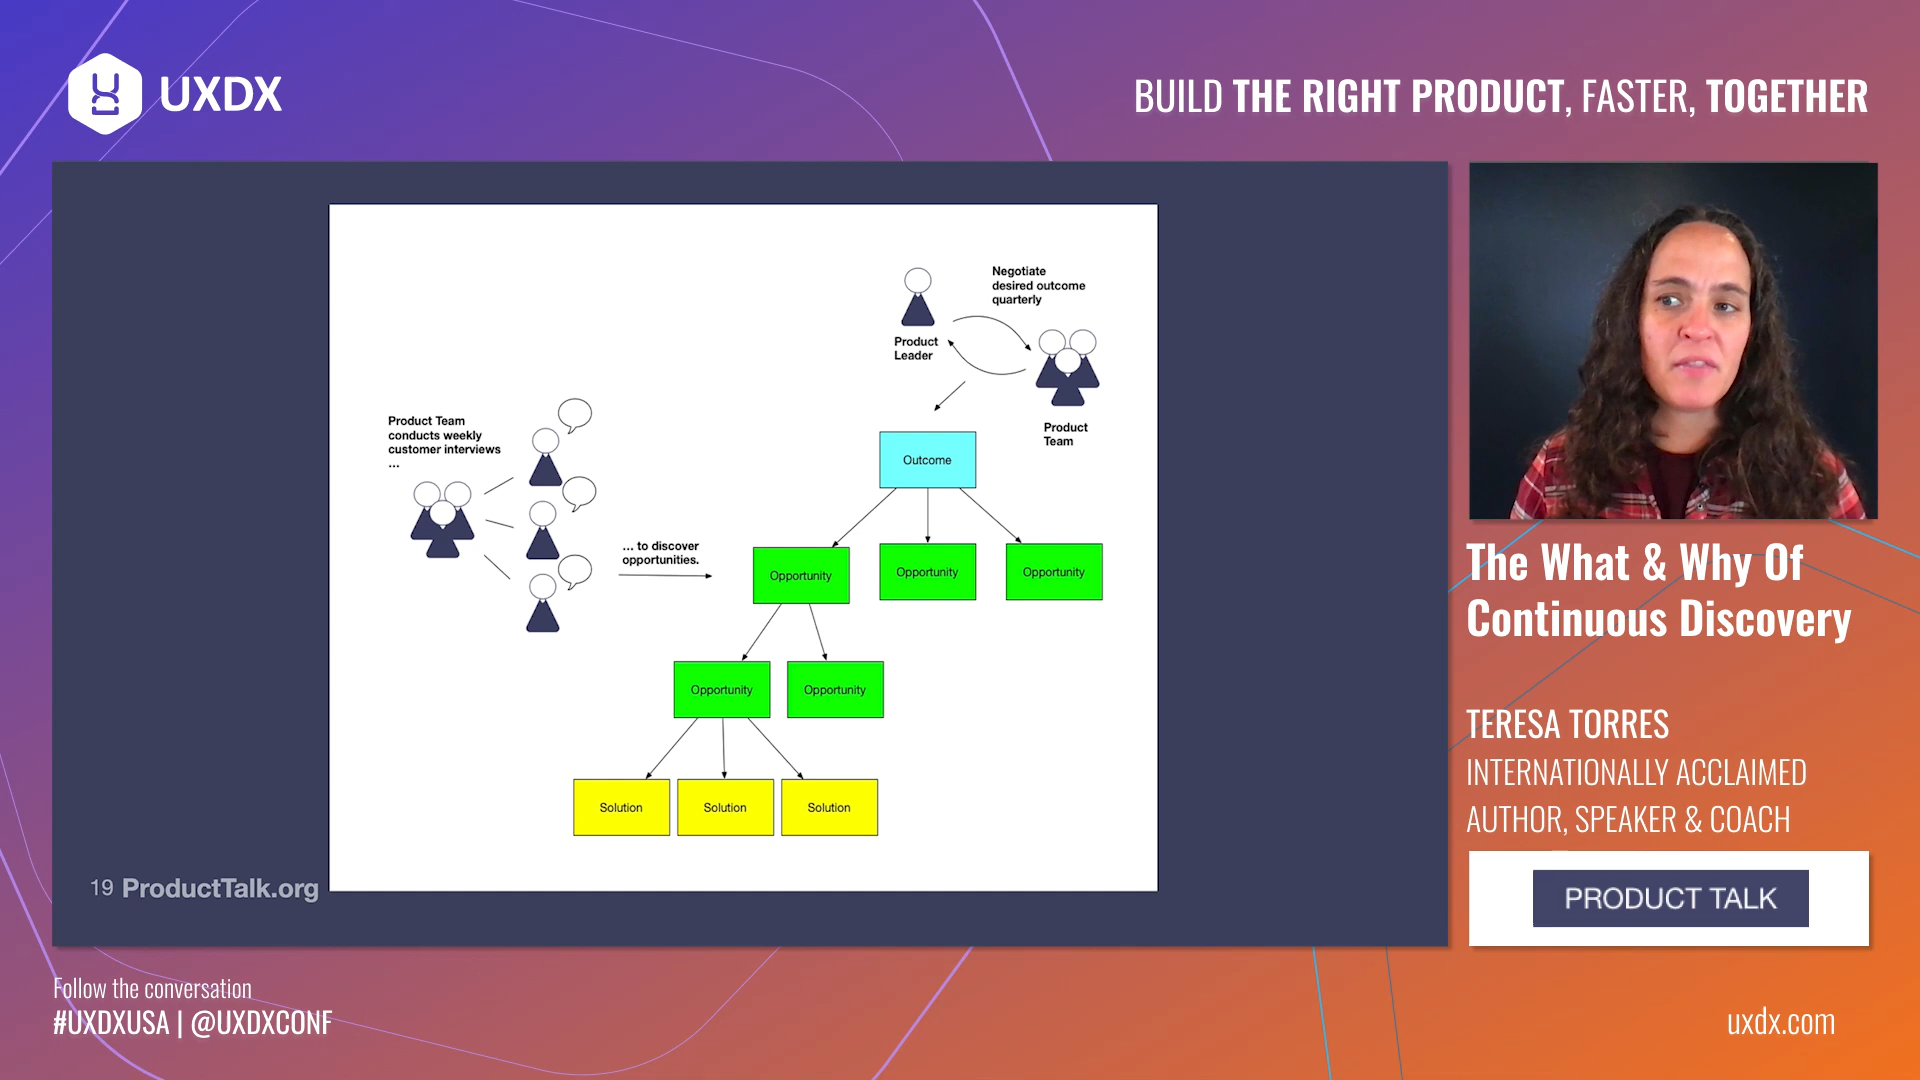 UXDX
BUILD THE RIGHT PRODUCT, FASTER, TOGETHER
Negotiate
desired outcome
quarterly
Product
Leader
Product
Team
Product Team
conducts weekly
customer interviews
...
... to discover
opportunities.
Outcome
Opportunity
Opportunity
Opportunity
Opportunity
Opportunity
Solution
Solution
Solution
19 ProductTalk.org
The What & Why Of
Continuous Discovery
TERESA TORRES
INTERNATIONALLY ACCLAIMED
AUTHOR, SPEAKER & COACH
PRODUCT TALK
Follow the conversation
#UXDXUSA | @UXDXCONF
uxdx.com